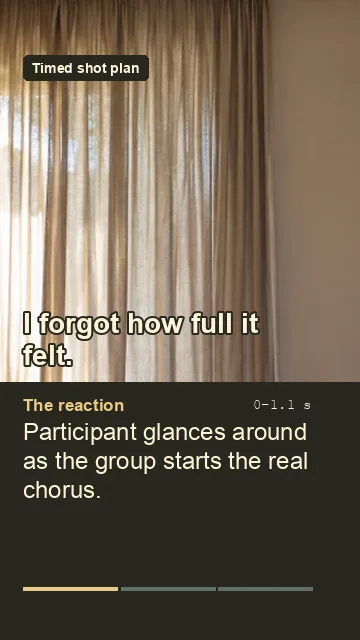 Timed shot plan
I forgot how full it
felt.
The reaction 0–1.1 s
Participant glances around
as the group starts the real
chorus.